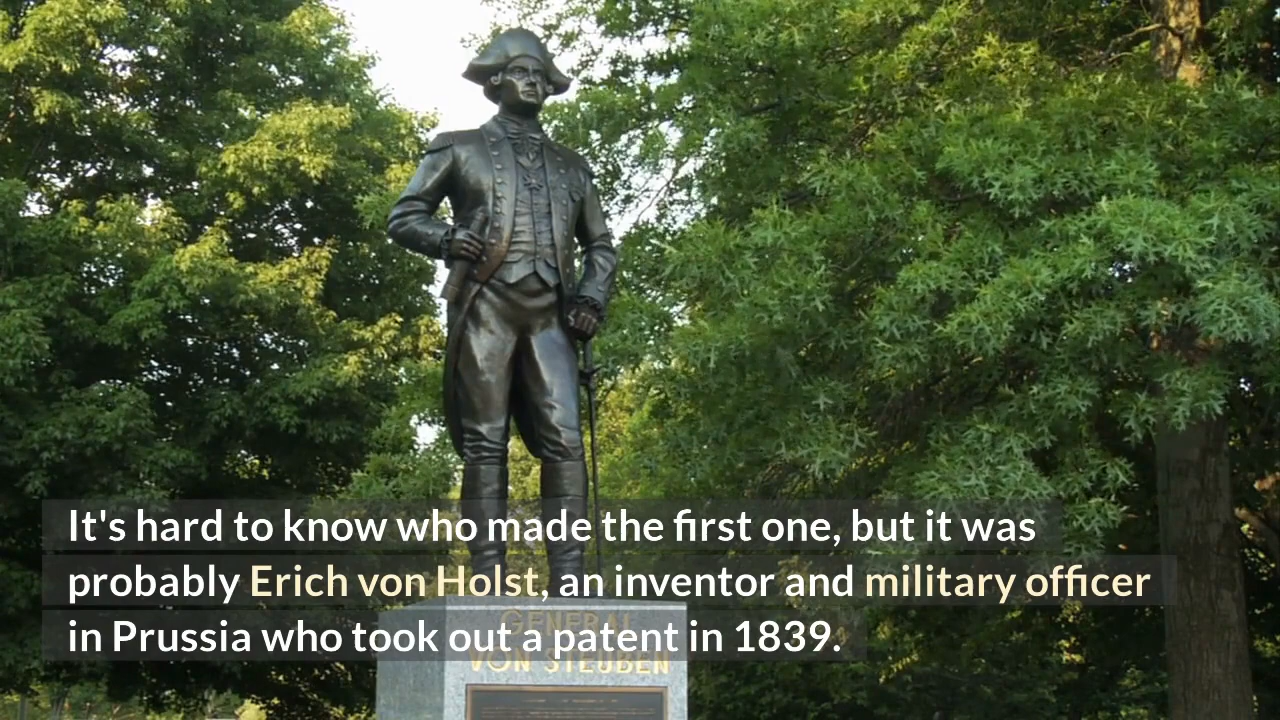 It's hard to know who made the first one, but it was
probably Erich von Holst, an inventor and military officer
in Prussia who took out a patent in 1839.
GENERAL
VON STEUBEN